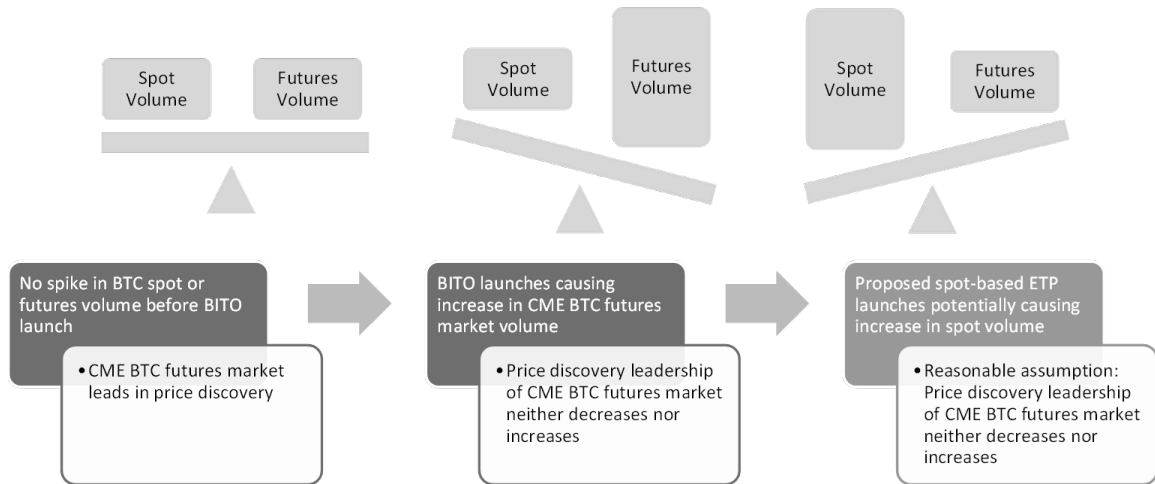 Spot
Volume
Futures
Volume
Spot
Volume
Futures
Volume
Spot
Volume
Futures
Volume
No spike in BTC spot or
futures volume before BITO
launch
• CME BTC futures market
leads in price discovery
BITO launches causing
increase in CME BTC futures
market volume
• Price discovery leadership
of CME BTC futures market
neither decreases nor
increases
Proposed spot-based ETP
launches potentially causing
increase in spot volume
• Reasonable assumption:
Price discovery leadership
of CME BTC futures market
neither decreases nor
increases